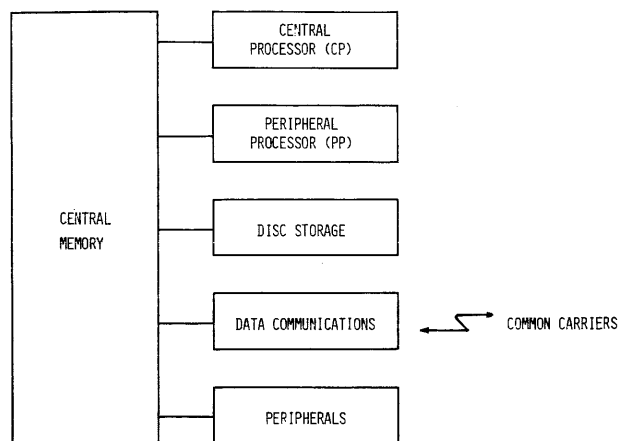 CENTRAL
PROCESSOR (CP)
PERIPHERAL
PROCESSOR (PP)
CENTRAL
MEMORY
DISC STORAGE
DATA COMMUNICATIONS
COMMON CARRIERS
PERIPHERALS